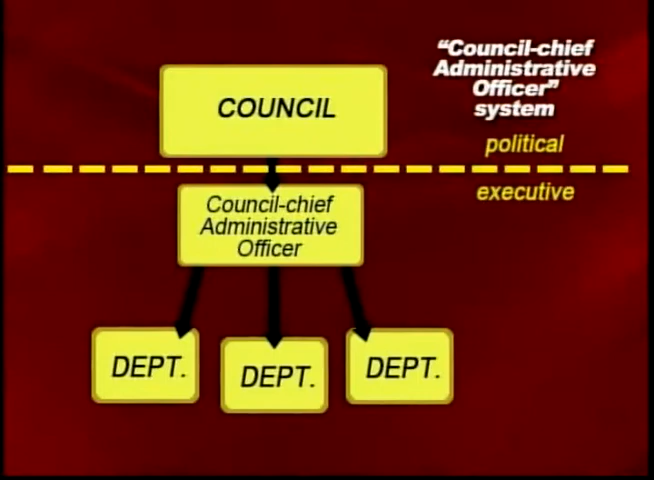 "Council-chief
Administrative
Officer"
system
COUNCIL
political
executive
Council-chief
Administrative
Officer
DEPT.
DEPT.
DEPT.